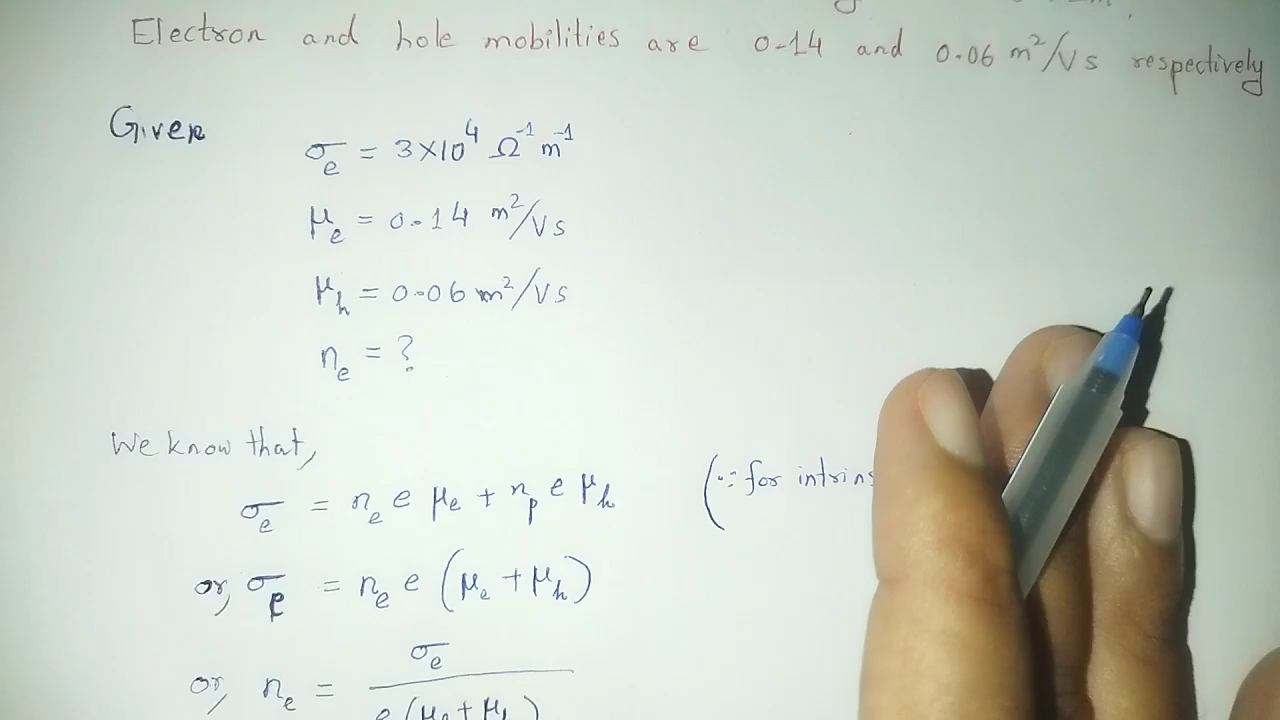 Electron and hole mobilities are 0.14 and 0.06 m²/Vs respectively
Given
σe = 3×10⁴ Ω⁻¹ m⁻¹
μe = 0.14 m²/Vs
μh = 0.06 m²/Vs
ne = ?
We know that,
σe = ne e μe + np e μh (∵ for intrins
or, σe = ne e (μe + μh)
or, ne = σe
e (μe + μh)